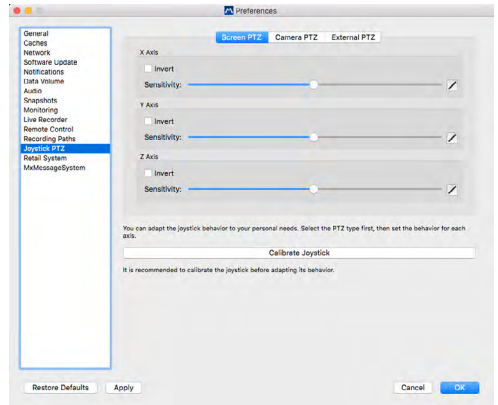 Preferences
General
Caches
Network
Software Update
Notifications
Data Volume
Audio
Snapshots
Monitoring
Live Recorder
Remote Control
Recording Paths
Joystick PTZ
Retail System
MxMessageSystem
Screen PTZ Camera PTZ External PTZ
X Axis
Invert
Sensitivity:
Y Axis
Invert
Sensitivity:
Z Axis
Invert
Sensitivity:
You can adapt the joystick behavior to your personal needs. Select the PTZ type first, then set the behavior for each
axis.
Calibrate Joystick
It is recommended to calibrate the joystick before adapting its behavior.
Restore Defaults Apply Cancel OK